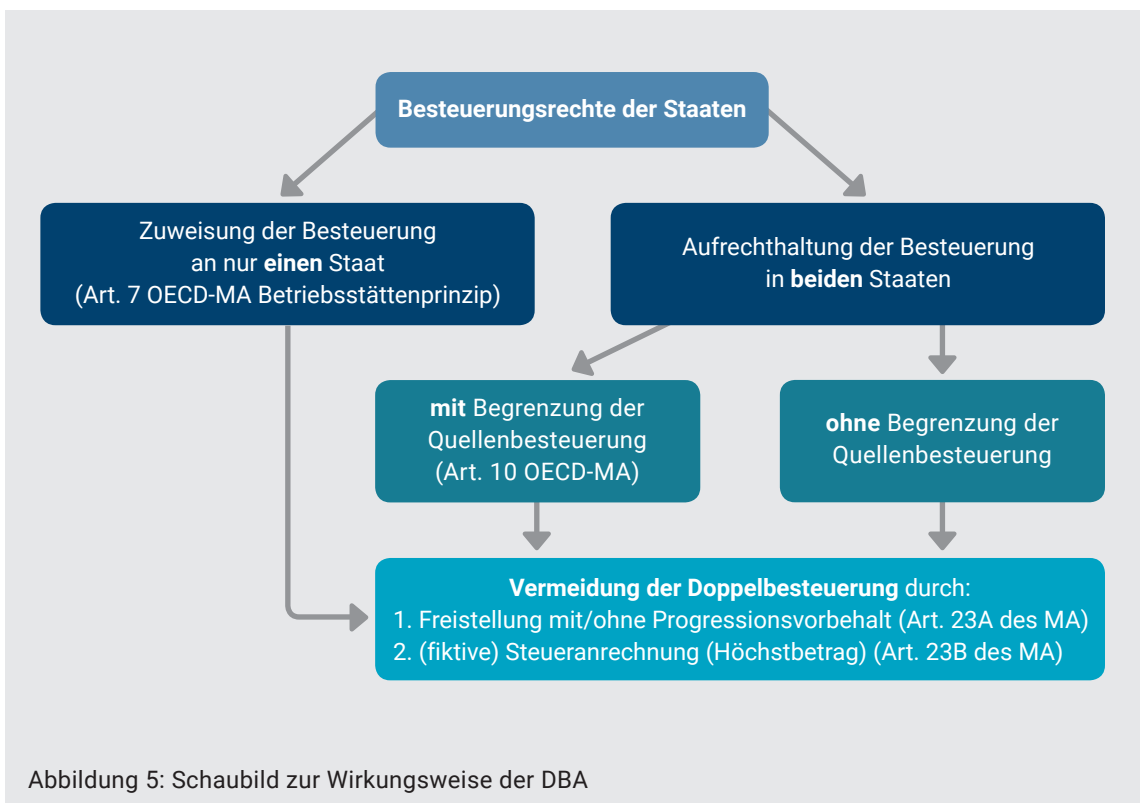 Besteuerungsrechte der Staaten
Zuweisung der Besteuerung
an nur einen Staat
(Art. 7 OECD-MA Betriebsstättenprinzip)
Aufrechthaltung der Besteuerung
in beiden Staaten
mit Begrenzung der
Quellenbesteuerung
(Art. 10 OECD-MA)
ohne Begrenzung der
Quellenbesteuerung
Vermeidung der Doppelbesteuerung durch:
1. Freistellung mit/ohne Progressionsvorbehalt (Art. 23A des MA)
2. (fiktive) Steueranrechnung (Höchstbetrag) (Art. 23B des MA)
Abbildung 5: Schaubild zur Wirkungsweise der DBA